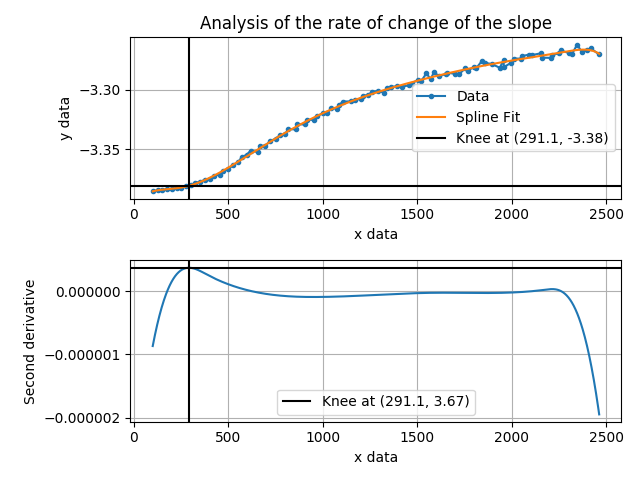 Analysis of the rate of change of the slope
y data
−3.30
−3.35
Data
Spline Fit
Knee at (291.1, -3.38)
0 500 1000 1500 2000 2500
x data
Second derivative
0.000000
−0.000001
−0.000002
Knee at (291.1, 3.67)
0 500 1000 1500 2000 2500
x data